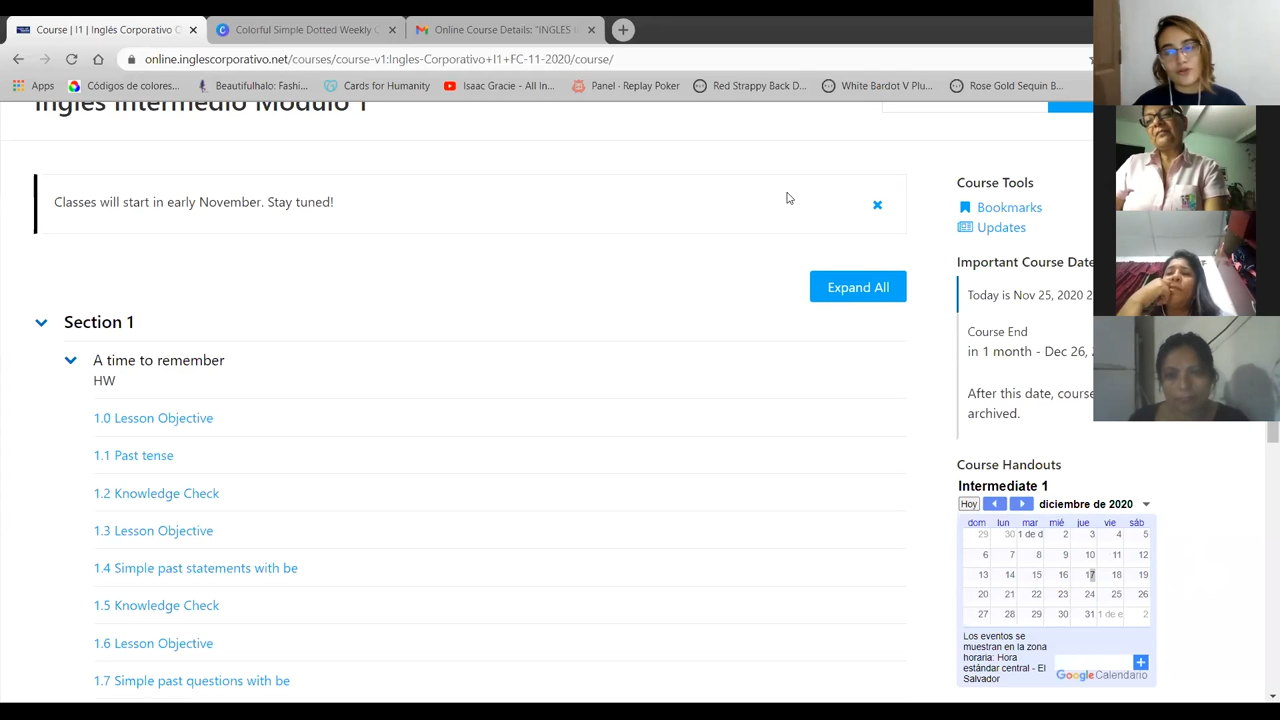 Course | I1 | Inglés Corporativo C
Colorful Simple Dotted Weekly C
Online Course Details: "INGLES I
online.inglescorporativo.net/courses/course-v1:Ingles-Corporativo+I1+FC-11-2020/course/
Apps
Códigos de colores...
Beautifulhalo: Fashi...
Cards for Humanity
Isaac Gracie - All In...
Panel · Replay Poker
Red Strappy Back D...
White Bardot V Plu...
Rose Gold Sequin B...
Inglés Intermedio Módulo 1
Classes will start in early November. Stay tuned!
Expand All
Section 1
A time to remember
HW
1.0 Lesson Objective
1.1 Past tense
1.2 Knowledge Check
1.3 Lesson Objective
1.4 Simple past statements with be
1.5 Knowledge Check
1.6 Lesson Objective
1.7 Simple past questions with be
Course Tools
Bookmarks
Updates
Important Course Date
Today is Nov 25, 2020 2
Course End
in 1 month - Dec 26,
After this date, course
archived.
Course Handouts
Intermediate 1
Hoy diciembre de 2020
dom lun mar mié jue vie sáb
29 30 1 de d 2 3 4 5
6 7 8 9 10 11 12
13 14 15 16 17 18 19
20 21 22 23 24 25 26
27 28 29 30 31 1 de e 2
Los eventos se
muestran en la zona
horaria: Hora
estándar central - El
Salvador
Google Calendario